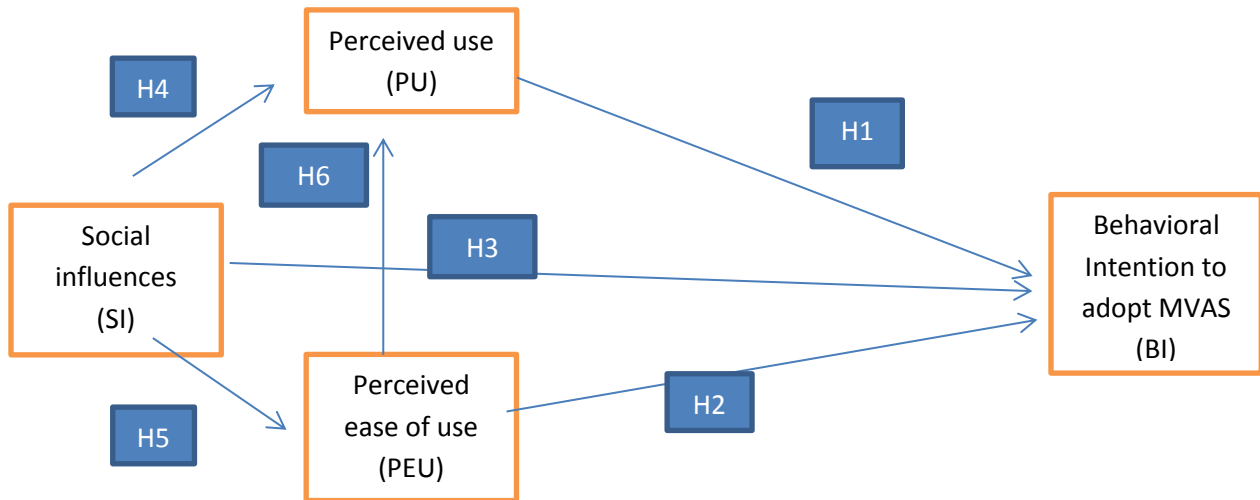 Perceived use
(PU)
H4
H1
H6
Social
influences
(SI)
H3
Behavioral
Intention to
adopt MVAS
(BI)
Perceived
ease of use
(PEU)
H2
H5